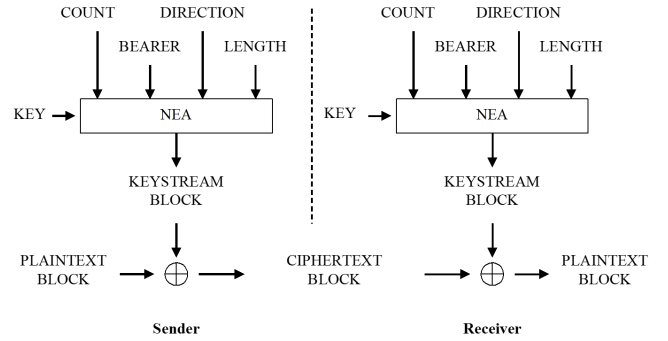 COUNT DIRECTION COUNT DIRECTION
BEARER LENGTH BEARER LENGTH
KEY NEA KEY NEA
KEYSTREAM KEYSTREAM
BLOCK BLOCK
PLAINTEXT CIPHERTEXT PLAINTEXT
BLOCK BLOCK BLOCK
Sender Receiver